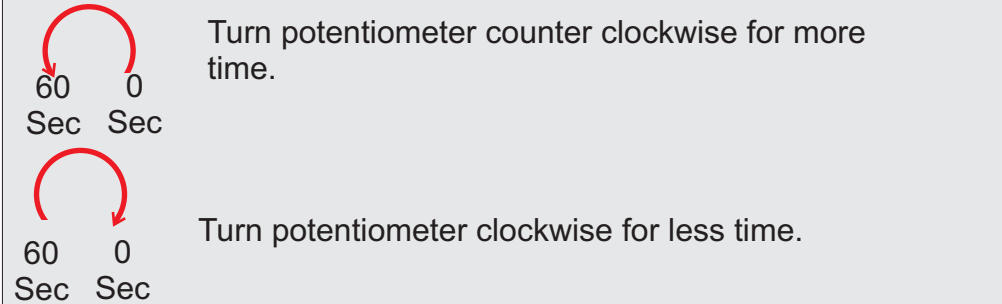 Turn potentiometer counter clockwise for more
time.
60 0
Sec Sec
Turn potentiometer clockwise for less time.
60 0
Sec Sec